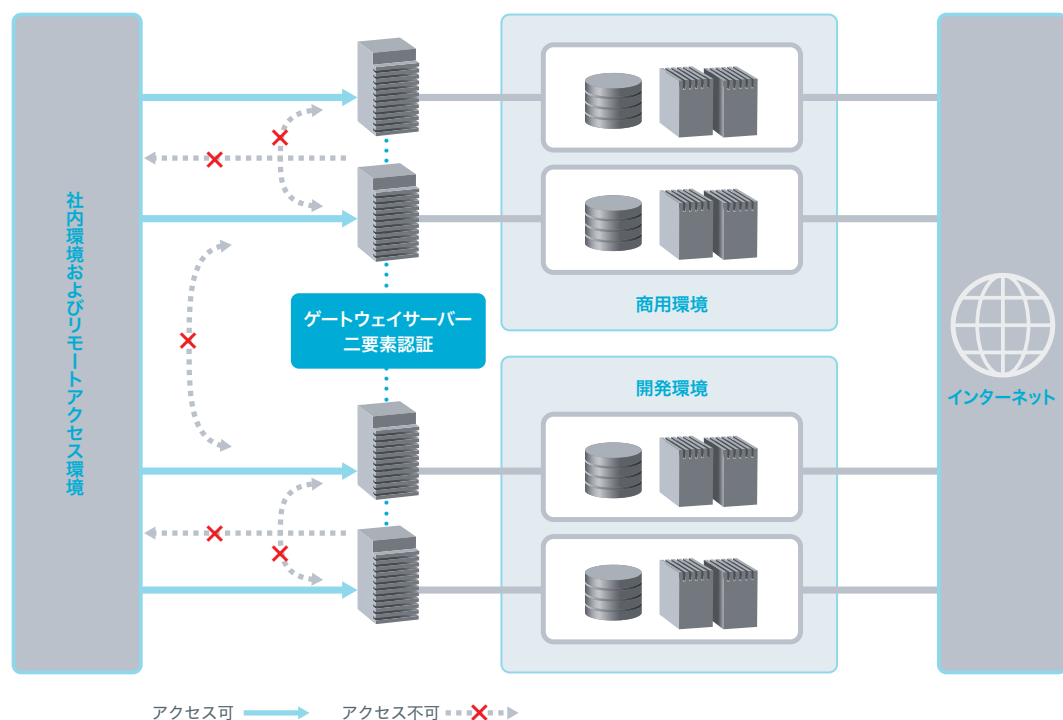 社内環境およびリモートアクセス環境
ゲートウェイサーバー
二要素認証
商用環境
開発環境
インターネット
アクセス可
アクセス不可